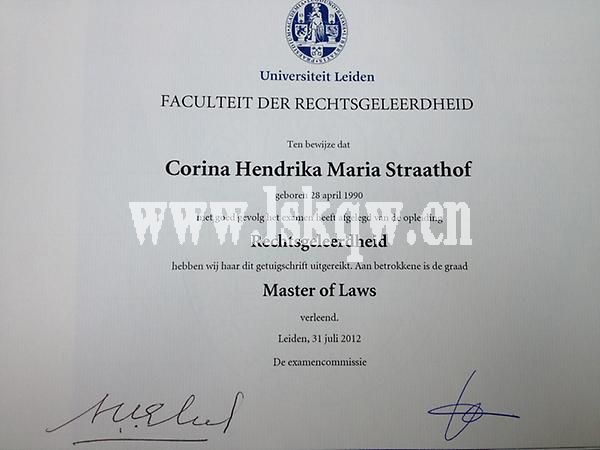 Universiteit Leiden
FACULTEIT DER RECHTSGELEERDHEID
Ten bewijze dat
Corina Hendrika Maria Straathof
geboren 28 april 1990
met goed gevolg het examen heeft afgelegd van de opleiding
www.lskqw.cn
Rechtsgeleerdheid
hebben wij haar dit getuigschrift uitgereikt. Aan betrokkene is de graad
Master of Laws
verleend.
Leiden, 31 juli 2012
De examencommissie